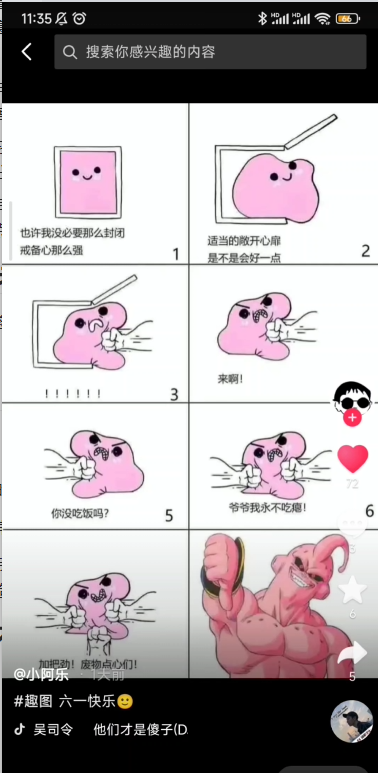 11:35
HD HD 66
搜索你感兴趣的内容
也许我没必要那么封闭
戒备心那么强
1
适当的敞开心扉
是不是会好一点
2
！！！！！！
3
来啊！
你没吃饭吗？
5
爷爷我永不吃瘪！
6
加把劲！废物点心们！
72
3
6
5
@小阿乐 · 1天前
#趣图 六一快乐🙂
吴司令 他们才是傻子(D